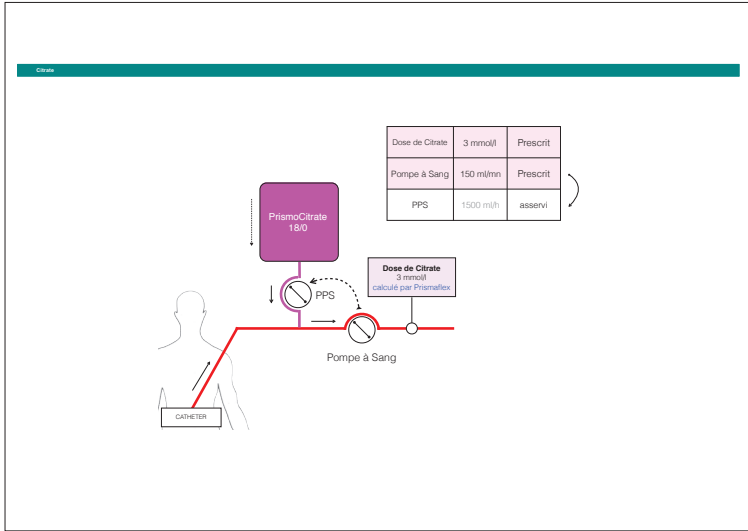 Citrate
Dose de Citrate 3 mmol/l Prescrit
Pompe à Sang 150 ml/mn Prescrit
PPS 1500 ml/h asservi
PrismoCitrate
18/0
PPS
Dose de Citrate
3 mmol/l
calculé par Prismaflex
Pompe à Sang
CATHETER